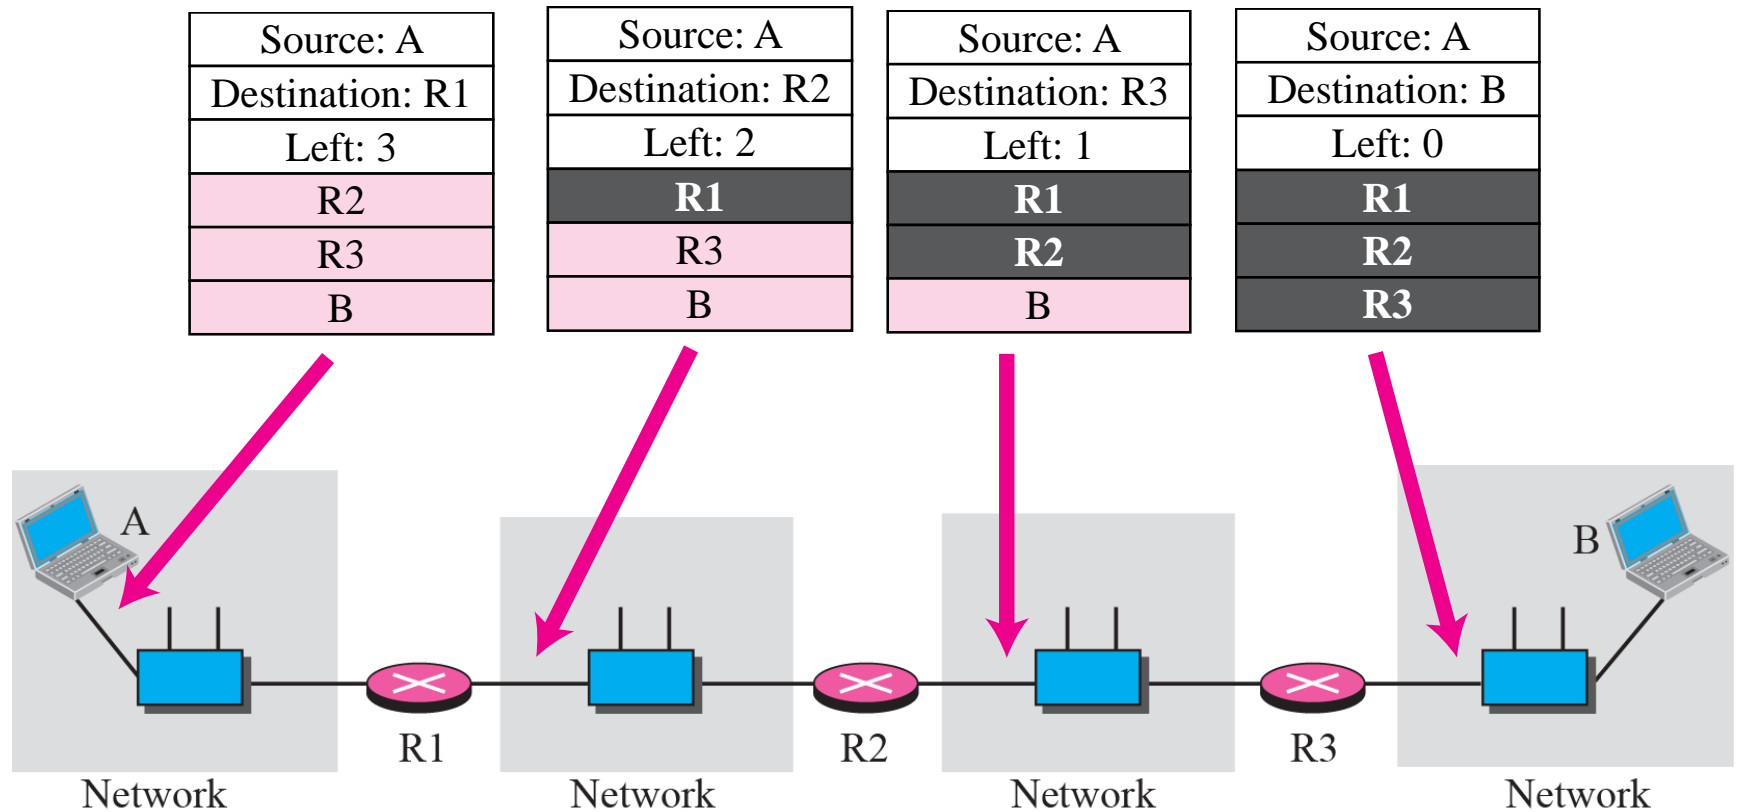 Source: A
Destination: R1
Left: 3
R2
R3
B
Source: A
Destination: R2
Left: 2
R1
R3
B
Source: A
Destination: R3
Left: 1
R1
R2
B
Source: A
Destination: B
Left: 0
R1
R2
R3
A
B
R1
R2
R3
Network
Network
Network
Network